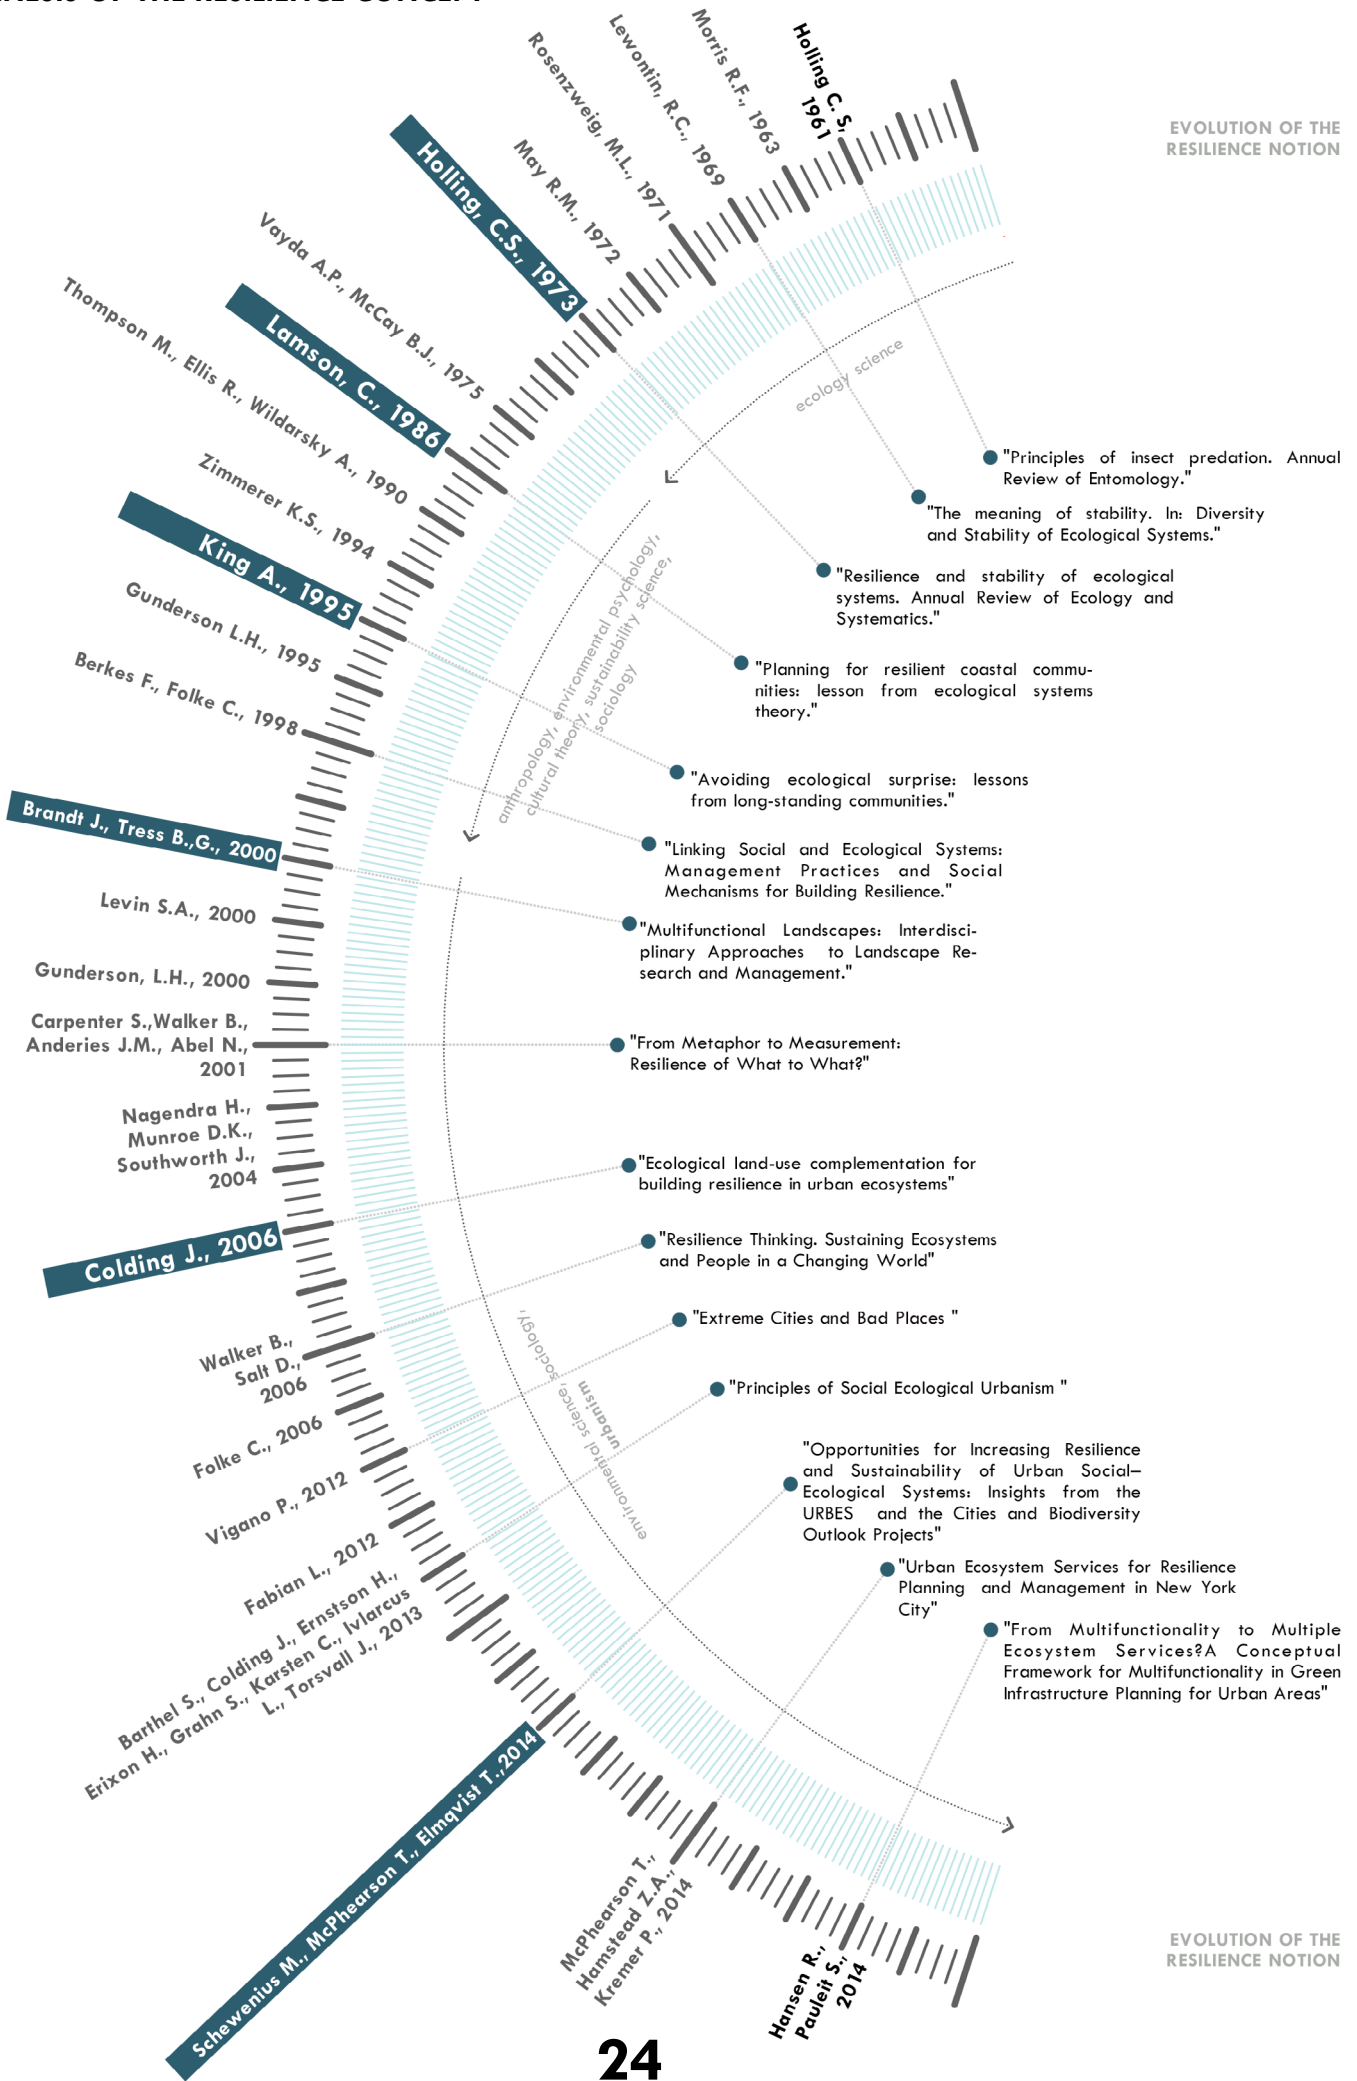 EVOLUTION OF THE
RESILIENCE NOTION
Holling C. S,
1961
Morris R.F., 1963
Lewontin, R.C., 1969
Rosenzweig, M.L., 1971
May R.M., 1972
Holling, C.S., 1973
Vayda A.P., McCay B.J., 1975
Lamson, C., 1986
Thompson M., Ellis R., Wildarsky A., 1990
Zimmerer K.S., 1994
King A., 1995
Gunderson L.H., 1995
Berkes F., Folke C., 1998
Brandt J., Tress B.,G., 2000
Levin S.A., 2000
Gunderson, L.H., 2000
Carpenter S.,Walker B.,
Anderies J.M., Abel N.,
2001
Nagendra H.,
Munroe D.K.,
Southworth J.,
2004
Colding J., 2006
Walker B.,
Salt D.,
2006
Folke C., 2006
Vigano P., 2012
Fabian L., 2012
Barthel S., Colding J., Ernstson H.,
Erixon H., Grahn S., Karsten C., Ivlarcus
L., Torsvall J., 2013
Schewenius M., McPhearson T., Elmqvist T.,2014
McPhearson T.,
Hamstead Z.A.,
Kremer P., 2014
Hansen R.,
Pauleit S.,
2014
ecology science
anthropology, environmental psychology,
cultural theory, sustainability science,
sociology
environmental science, sociology,
urbanism
"Principles of insect predation. Annual
Review of Entomology."
"The meaning of stability. In: Diversity
and Stability of Ecological Systems."
"Resilience and stability of ecological
systems. Annual Review of Ecology and
Systematics."
"Planning for resilient coastal commu-
nities: lesson from ecological systems
theory."
"Avoiding ecological surprise: lessons
from long-standing communities."
"Linking Social and Ecological Systems:
Management Practices and Social
Mechanisms for Building Resilience."
"Multifunctional Landscapes: Interdisci-
plinary Approaches to Landscape Re-
search and Management."
"From Metaphor to Measurement:
Resilience of What to What?"
"Ecological land-use complementation for
building resilience in urban ecosystems"
"Resilience Thinking. Sustaining Ecosystems
and People in a Changing World"
"Extreme Cities and Bad Places "
"Principles of Social Ecological Urbanism "
"Opportunities for Increasing Resilience
and Sustainability of Urban Social–
Ecological Systems: Insights from the
URBES and the Cities and Biodiversity
Outlook Projects"
"Urban Ecosystem Services for Resilience
Planning and Management in New York
City"
"From Multifunctionality to Multiple
Ecosystem Services?A Conceptual
Framework for Multifunctionality in Green
Infrastructure Planning for Urban Areas"
EVOLUTION OF THE
RESILIENCE NOTION
24